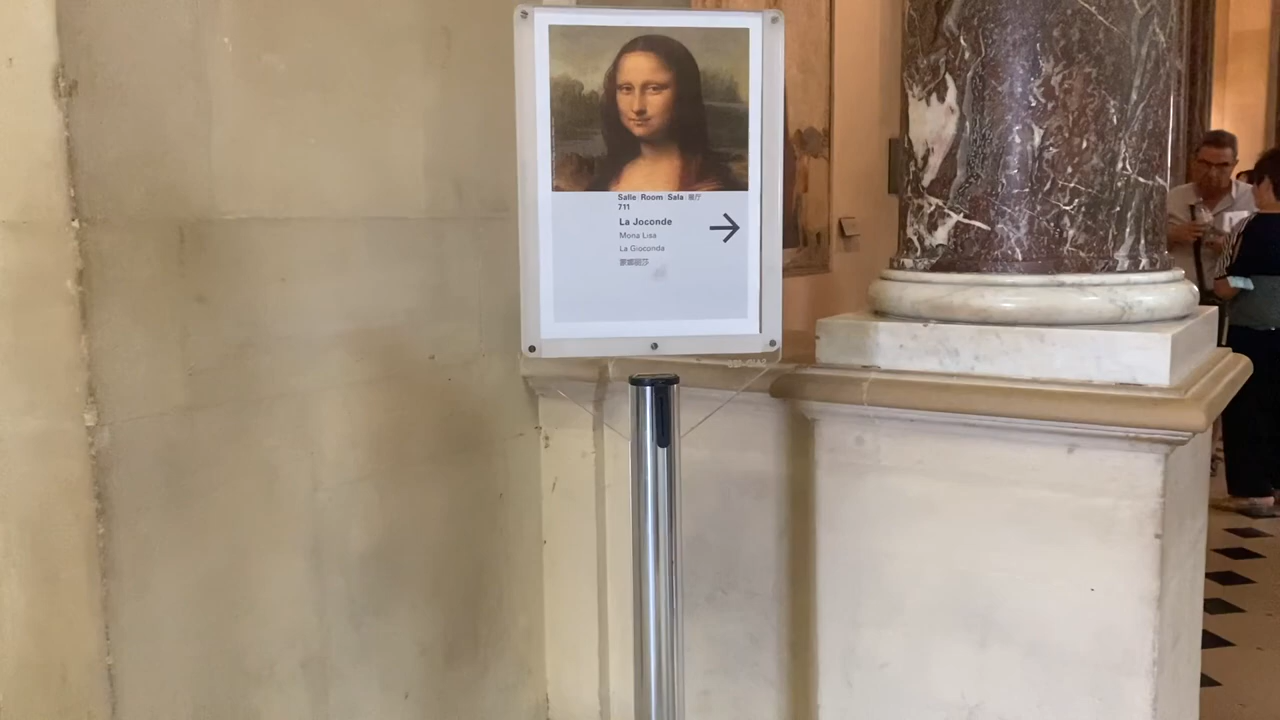 Salle Room Sala 展厅
711
La Joconde
Mona Lisa
La Gioconda
蒙娜丽莎